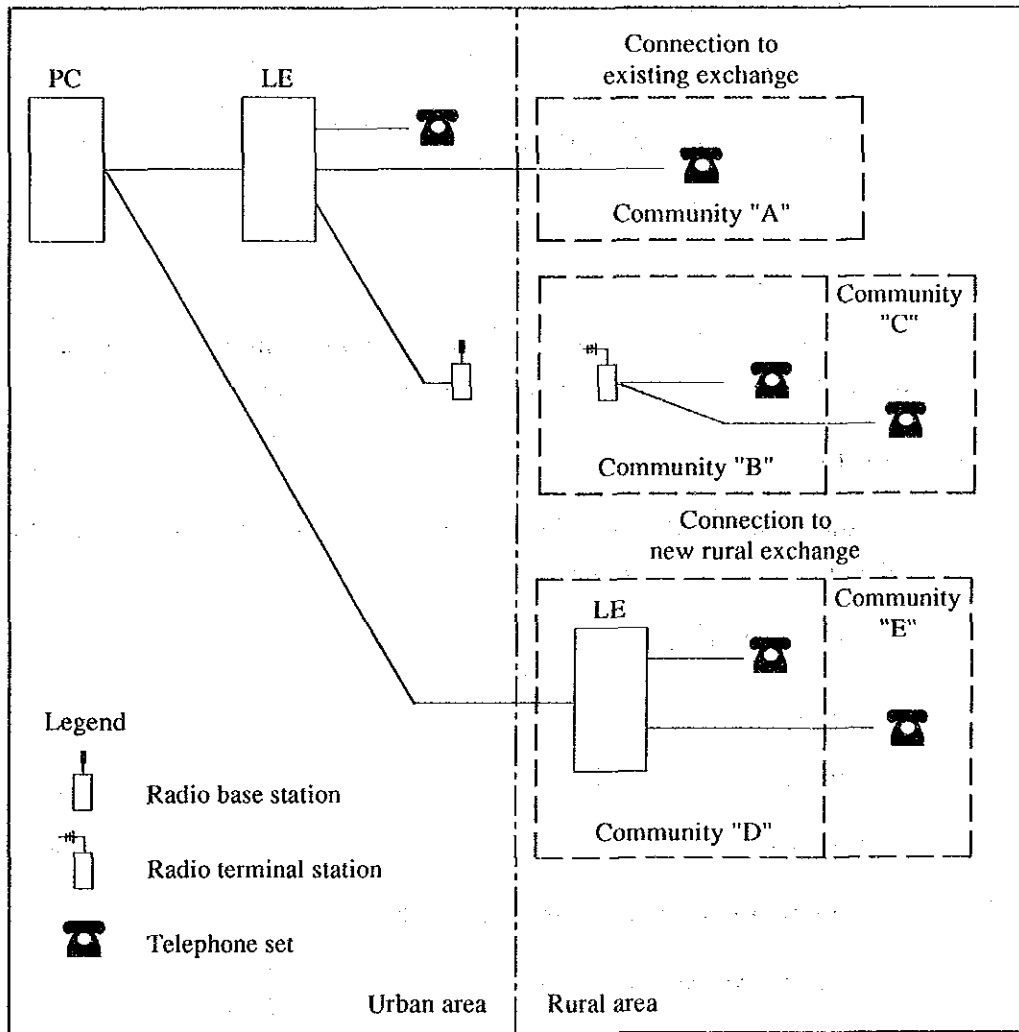 Connection to
existing exchange
PC
LE
Community "A"
Community
"C"
Community "B"
Connection to
new rural exchange
LE
Community
"E"
Community "D"
Legend
Radio base station
Radio terminal station
Telephone set
Urban area
Rural area